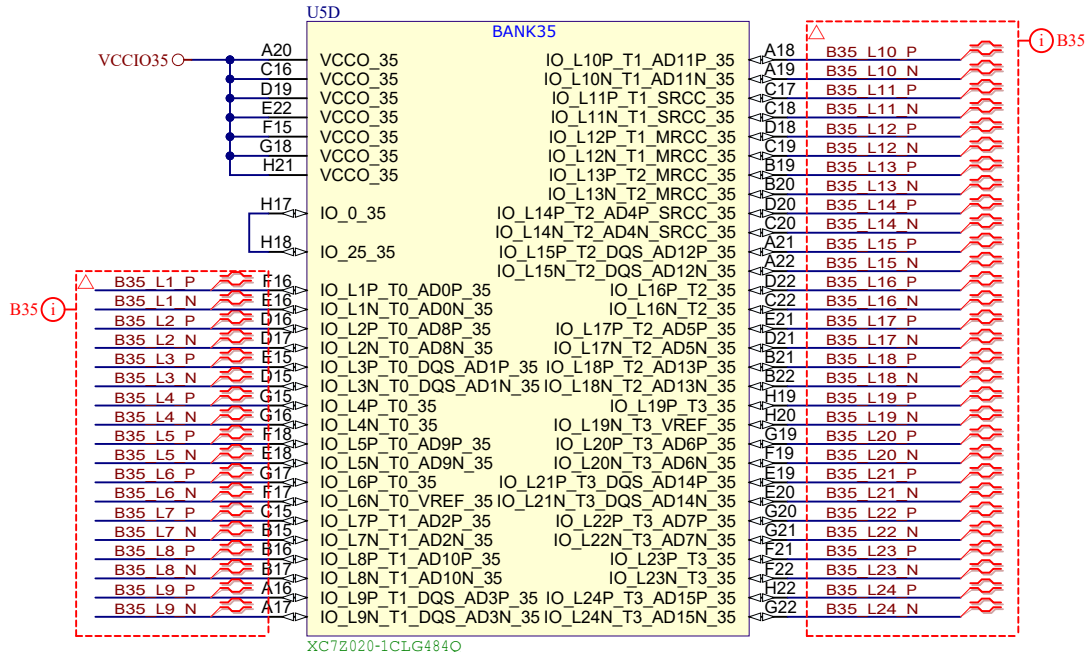 U5D
BANK35
VCCIO35 A20 VCCO_35 IO_L10P_T1_AD11P_35 A18 B35_L10_P i B35
C16 VCCO_35 IO_L10N_T1_AD11N_35 A19 B35_L10_N
D19 VCCO_35 IO_L11P_T1_SRCC_35 C17 B35_L11_P
E22 VCCO_35 IO_L11N_T1_SRCC_35 C18 B35_L11_N
F15 VCCO_35 IO_L12P_T1_MRCC_35 D18 B35_L12_P
G18 VCCO_35 IO_L12N_T1_MRCC_35 C19 B35_L12_N
H21 VCCO_35 IO_L13P_T2_MRCC_35 B19 B35_L13_P
IO_L13N_T2_MRCC_35 B20 B35_L13_N
H17 IO_0_35 IO_L14P_T2_AD4P_SRCC_35 D20 B35_L14_P
IO_L14N_T2_AD4N_SRCC_35 C20 B35_L14_N
H18 IO_25_35 IO_L15P_T2_DQS_AD12P_35 A21 B35_L15_P
IO_L15N_T2_DQS_AD12N_35 A22 B35_L15_N
B35_L1_P F16 IO_L1P_T0_AD0P_35 IO_L16P_T2_35 D22 B35_L16_P
B35 i B35_L1_N E16 IO_L1N_T0_AD0N_35 IO_L16N_T2_35 C22 B35_L16_N
B35_L2_P D16 IO_L2P_T0_AD8P_35 IO_L17P_T2_AD5P_35 E21 B35_L17_P
B35_L2_N D17 IO_L2N_T0_AD8N_35 IO_L17N_T2_AD5N_35 D21 B35_L17_N
B35_L3_P E15 IO_L3P_T0_DQS_AD1P_35 IO_L18P_T2_AD13P_35 B21 B35_L18_P
B35_L3_N D15 IO_L3N_T0_DQS_AD1N_35 IO_L18N_T2_AD13N_35 B22 B35_L18_N
B35_L4_P G15 IO_L4P_T0_35 IO_L19P_T3_35 H19 B35_L19_P
B35_L4_N G16 IO_L4N_T0_35 IO_L19N_T3_VREF_35 H20 B35_L19_N
B35_L5_P F18 IO_L5P_T0_AD9P_35 IO_L20P_T3_AD6P_35 G19 B35_L20_P
B35_L5_N E18 IO_L5N_T0_AD9N_35 IO_L20N_T3_AD6N_35 F19 B35_L20_N
B35_L6_P G17 IO_L6P_T0_35 IO_L21P_T3_DQS_AD14P_35 E19 B35_L21_P
B35_L6_N F17 IO_L6N_T0_VREF_35 IO_L21N_T3_DQS_AD14N_35 E20 B35_L21_N
B35_L7_P C15 IO_L7P_T1_AD2P_35 IO_L22P_T3_AD7P_35 G20 B35_L22_P
B35_L7_N B15 IO_L7N_T1_AD2N_35 IO_L22N_T3_AD7N_35 G21 B35_L22_N
B35_L8_P B16 IO_L8P_T1_AD10P_35 IO_L23P_T3_35 F21 B35_L23_P
B35_L8_N B17 IO_L8N_T1_AD10N_35 IO_L23N_T3_35 F22 B35_L23_N
B35_L9_P A16 IO_L9P_T1_DQS_AD3P_35 IO_L24P_T3_AD15P_35 H22 B35_L24_P
B35_L9_N A17 IO_L9N_T1_DQS_AD3N_35 IO_L24N_T3_AD15N_35 G22 B35_L24_N
XC7Z020-1CLG484Q